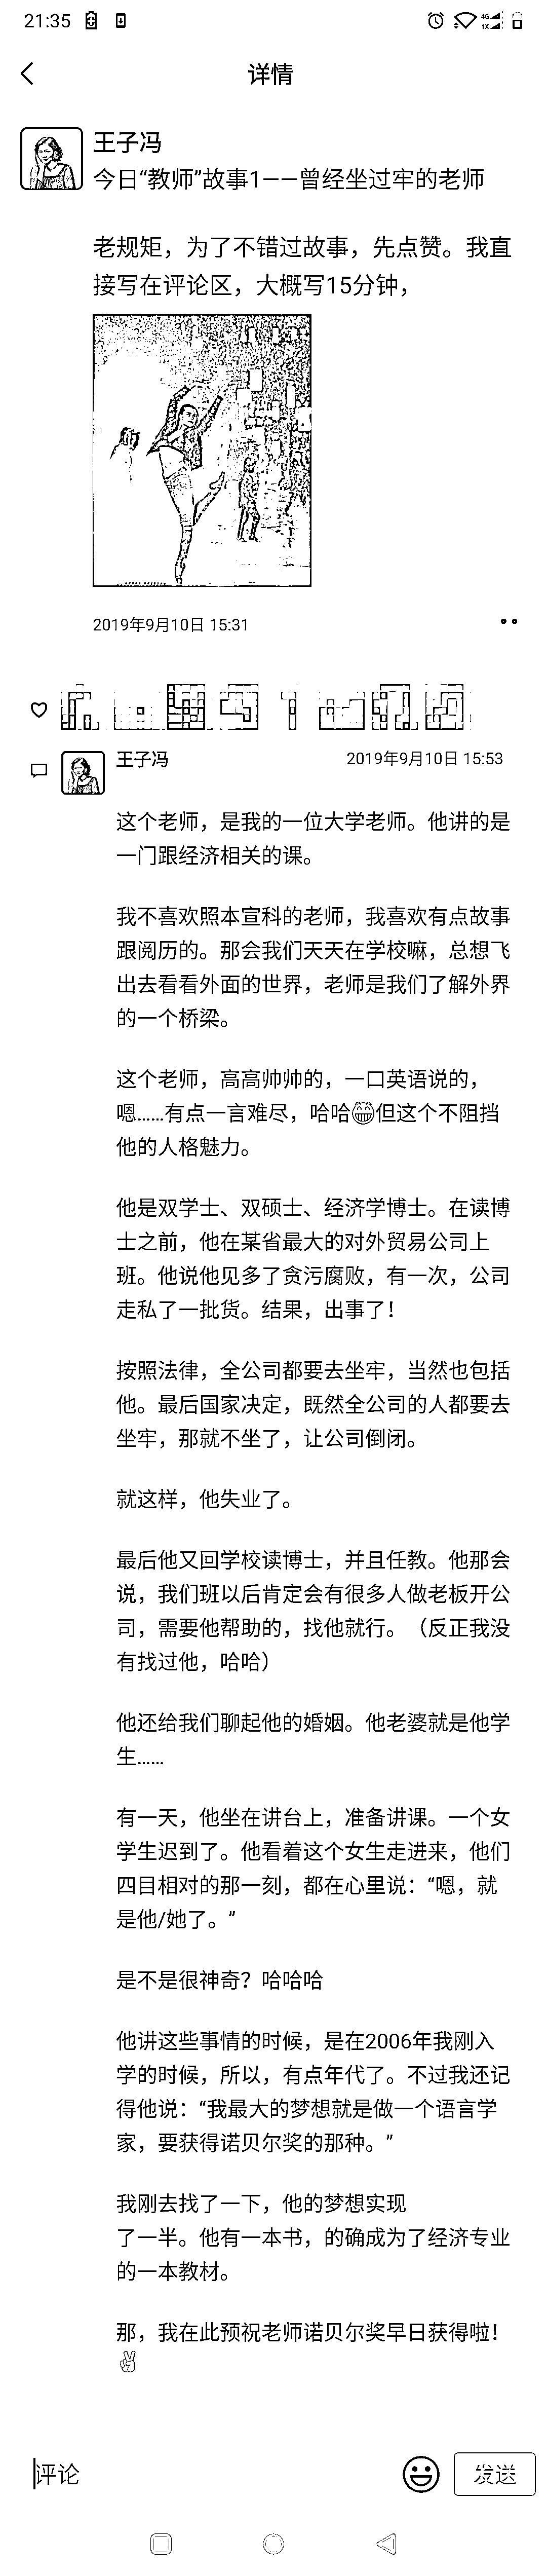 21:35
4G
1X
详情
王子冯
今日“教师”故事1——曾经坐过牢的老师
老规矩，为了不错过故事，先点赞。我直
接写在评论区，大概写15分钟，
2019年9月10日 15:31
王子冯
2019年9月10日 15:53
这个老师，是我的一位大学老师。他讲的是
一门跟经济相关的课。
我不喜欢照本宣科的老师，我喜欢有点故事
跟阅历的。那会我们天天在学校嘛，总想飞
出去看看外面的世界，老师是我们了解外界
的一个桥梁。
这个老师，高高帅帅的，一口英语说的，
嗯……有点一言难尽，哈哈😁但这个不阻挡
他的人格魅力。
他是双学士、双硕士、经济学博士。在读博
士之前，他在某省最大的对外贸易公司上
班。他说他见多了贪污腐败，有一次，公司
走私了一批货。结果，出事了！
按照法律，全公司都要去坐牢，当然也包括
他。最后国家决定，既然全公司的人都要去
坐牢，那就不坐了，让公司倒闭。
就这样，他失业了。
最后他又回学校读博士，并且任教。他那会
说，我们班以后肯定会有很多人做老板开公
司，需要他帮助的，找他就行。（反正我没
有找过他，哈哈）
他还给我们聊起他的婚姻。他老婆就是他学
生……
有一天，他坐在讲台上，准备讲课。一个女
学生迟到了。他看着这个女生走进来，他们
四目相对的那一刻，都在心里说：“嗯，就
是他/她了。”
是不是很神奇？哈哈哈
他讲这些事情的时候，是在2006年我刚入
学的时候，所以，有点年代了。不过我还记
得他说：“我最大的梦想就是做一个语言学
家，要获得诺贝尔奖的那种。”
我刚去找了一下，他的梦想实现
了一半。他有一本书，的确成为了经济专业
的一本教材。
那，我在此预祝老师诺贝尔奖早日获得啦！
✌
评论
发送